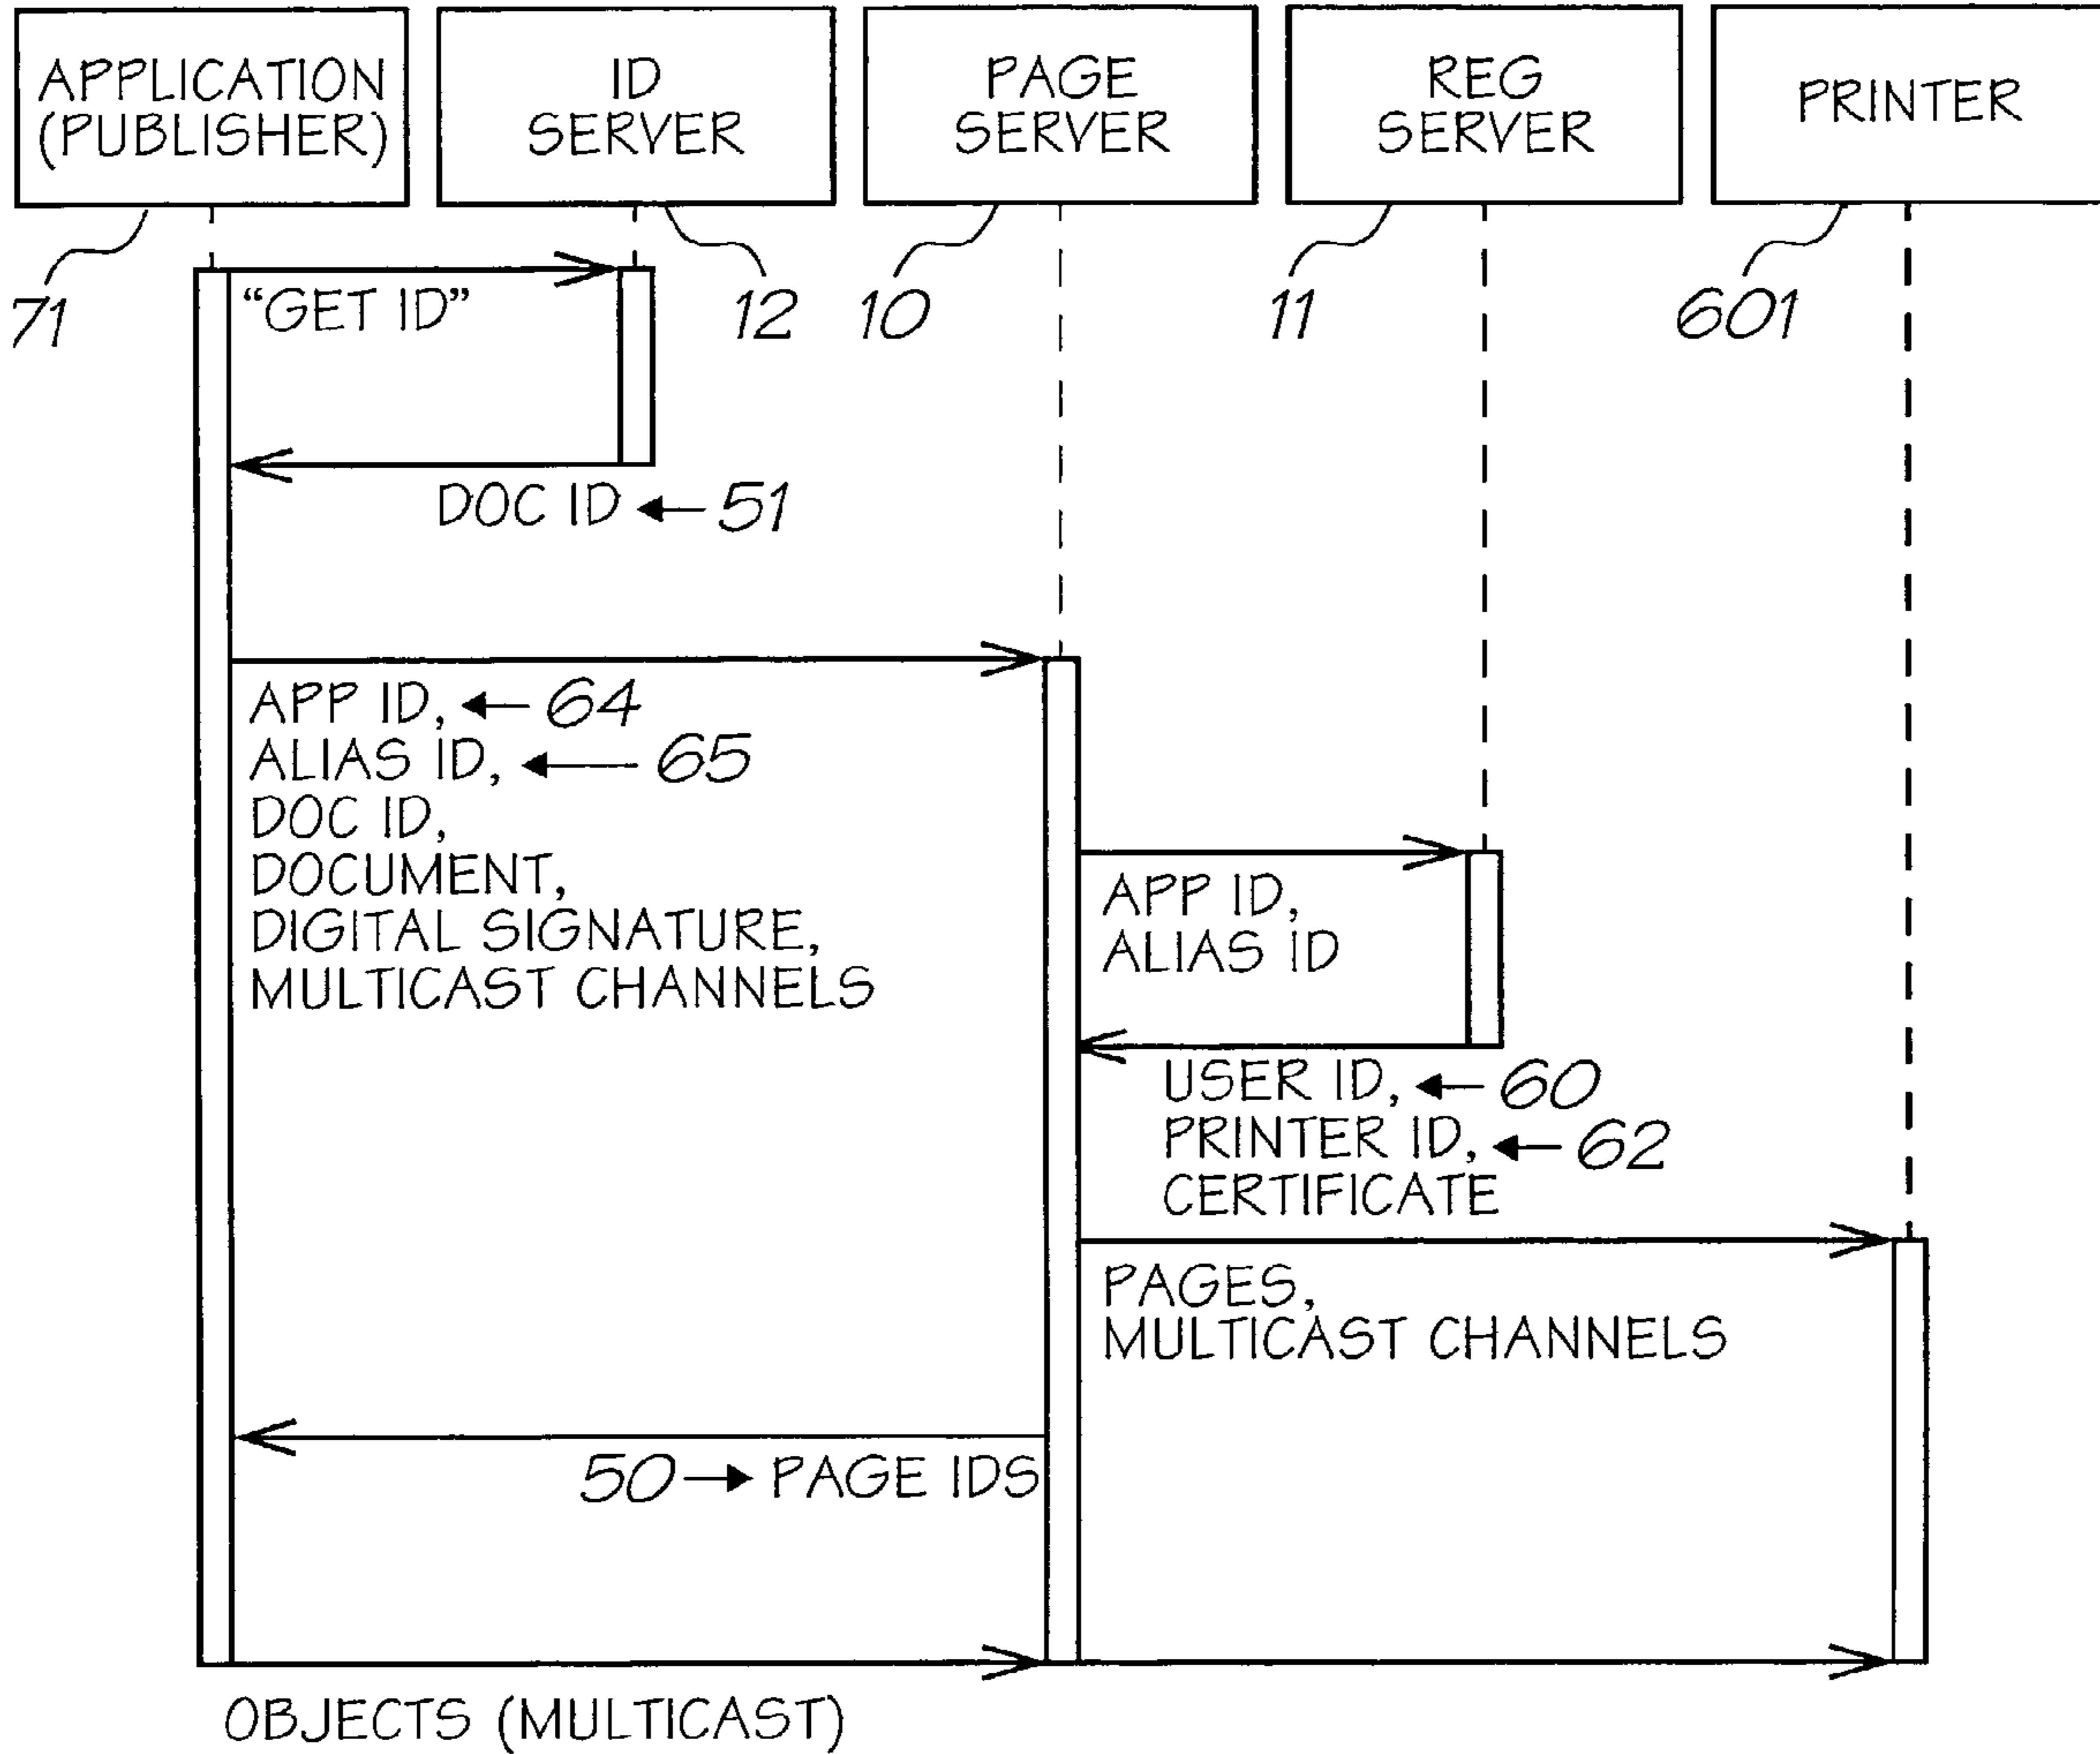 APPLICATION
(PUBLISHER)
ID
SERVER
PAGE
SERVER
REG
SERVER
PRINTER
71
12
10
11
601
"GET ID"
DOC ID 51
APP ID, 64
ALIAS ID, 65
DOC ID,
DOCUMENT,
DIGITAL SIGNATURE,
MULTICAST CHANNELS
APP ID,
ALIAS ID
USER ID, 60
PRINTER ID, 62
CERTIFICATE
PAGES,
MULTICAST CHANNELS
50 PAGE IDS
OBJECTS (MULTICAST)